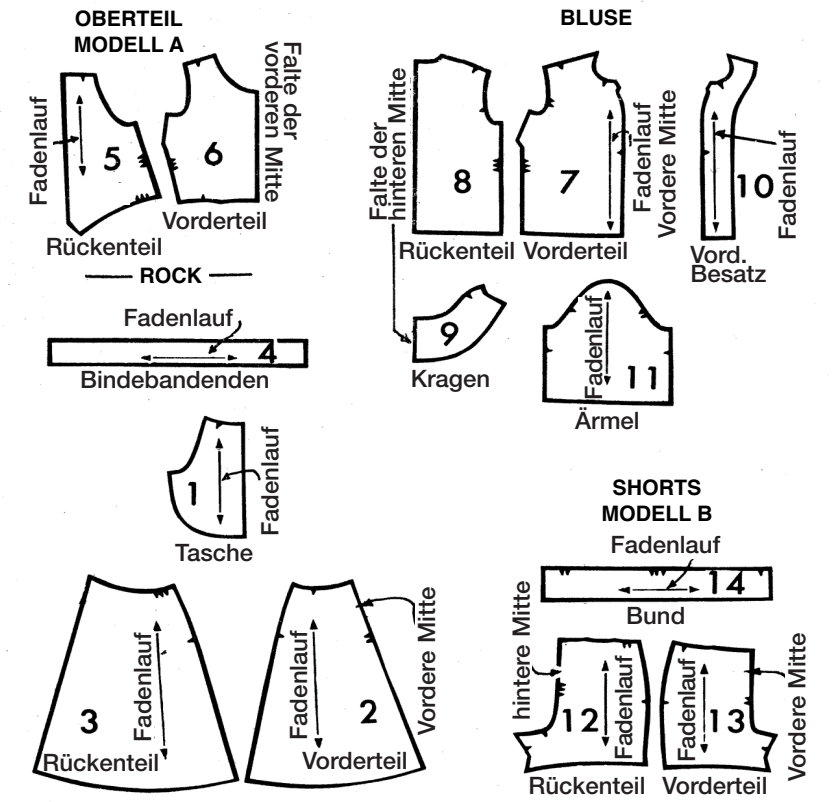 OBERTEIL
MODELL A
Fadenlauf
5
Rückenteil
6
Falte der
vorderen Mitte
Vorderteil
ROCK
Fadenlauf
4
Bindebandenden
1
Fadenlauf
Tasche
3
Fadenlauf
Rückenteil
Fadenlauf
2
Vordere Mitte
Vorderteil
BLUSE
Falte der
hinteren Mitte
8
Rückenteil
7
Fadenlauf
Vordere Mitte
Vorderteil
10
Fadenlauf
Vord.
Besatz
9
Kragen
Fadenlauf
11
Ärmel
SHORTS
MODELL B
Fadenlauf
14
Bund
hintere Mitte
12
Fadenlauf
Rückenteil
Fadenlauf
13
Vordere Mitte
Vorderteil